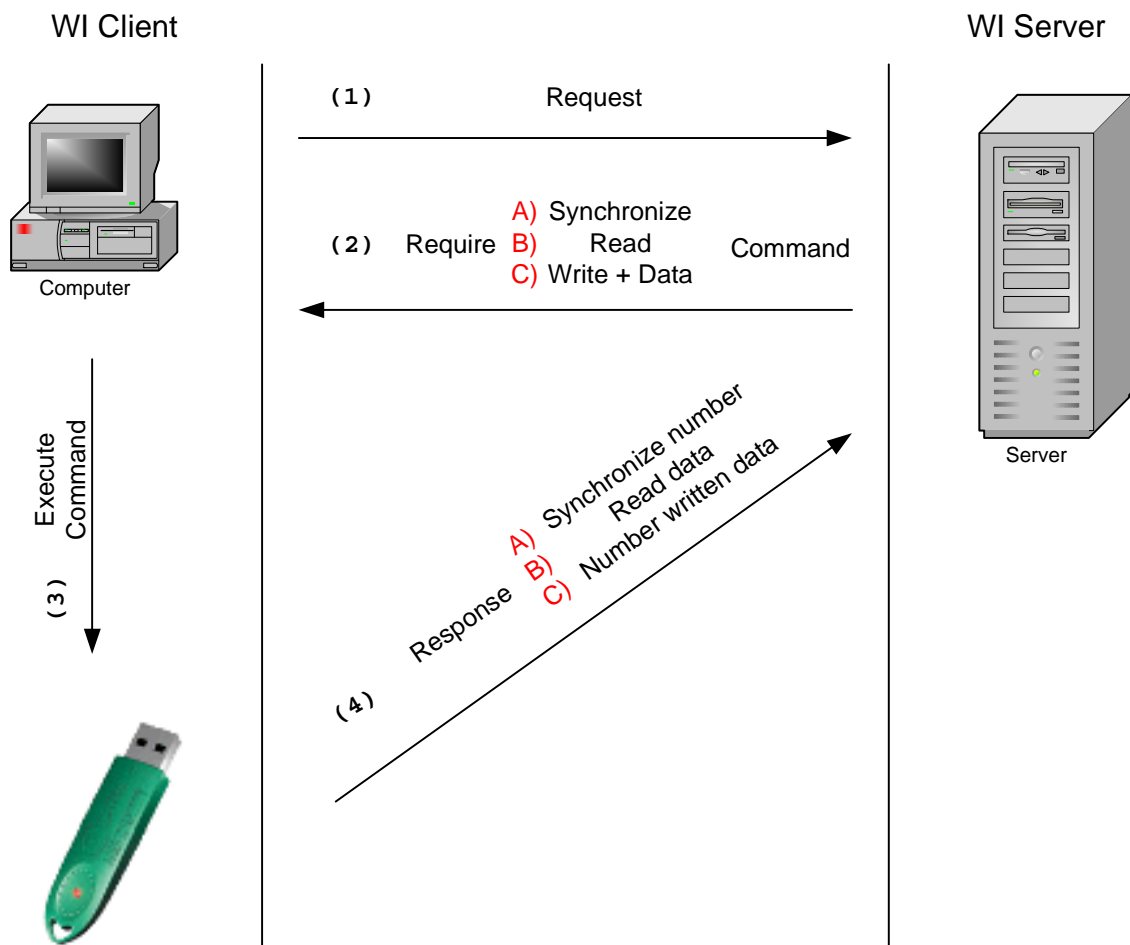 WI Client
WI Server
(1) Request
A) Synchronize
(2) Require B) Read Command
C) Write + Data
Computer
Server
(3) Execute
Command
A) Synchronize number
(4) Response B) Read data
C) Number written data